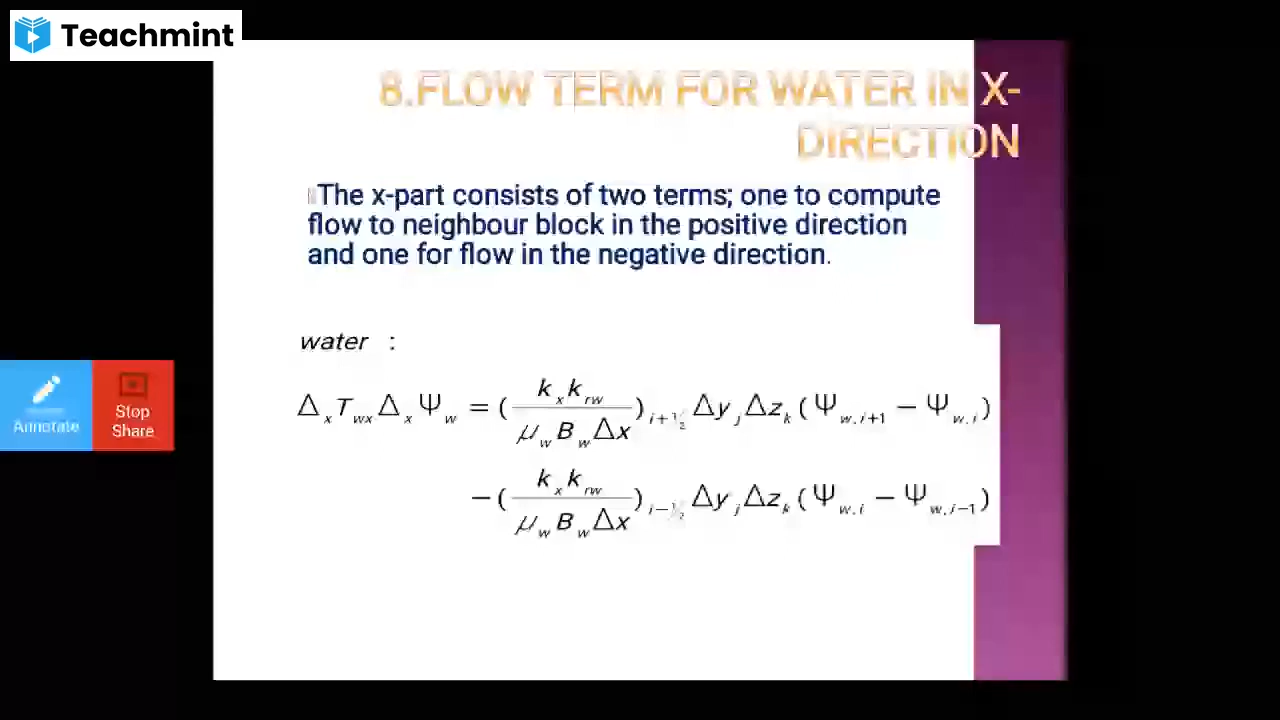 Teachmint
8.FLOW TERM FOR WATER IN X-
DIRECTION
The x-part consists of two terms; one to compute
flow to neighbour block in the positive direction
and one for flow in the negative direction.
water :
Δ_x T_wx Δ_x Ψ_w = ( k_x k_rw / μ_w B_w Δx )_i+½ Δy_j Δz_k ( Ψ_w,i+1 − Ψ_w,i )
− ( k_x k_rw / μ_w B_w Δx )_i−½ Δy_j Δz_k ( Ψ_w,i − Ψ_w,i−1 )
Annotate
Stop
Share